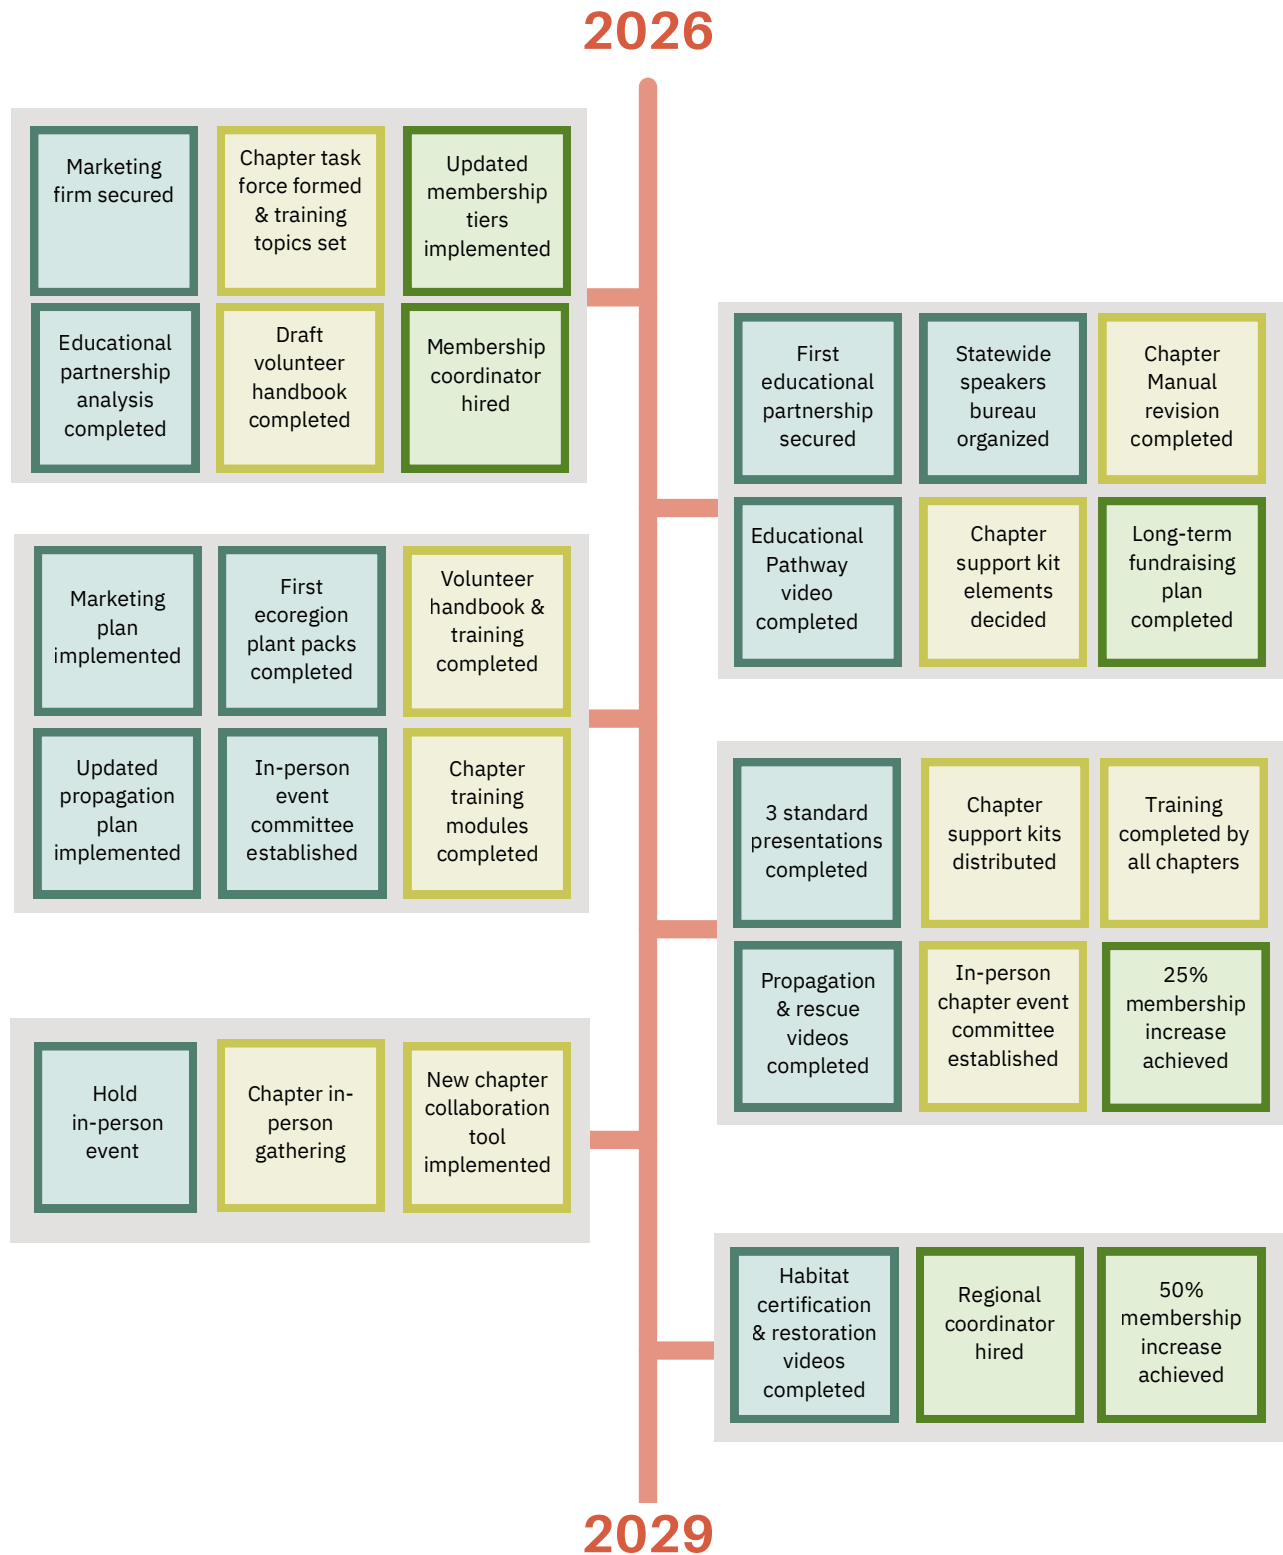 2026
Marketing
firm secured
Chapter task
force formed
& training
topics set
Updated
membership
tiers
implemented
Educational
partnership
analysis
completed
Draft
volunteer
handbook
completed
Membership
coordinator
hired
First
educational
partnership
secured
Statewide
speakers
bureau
organized
Chapter
Manual
revision
completed
Educational
Pathway
video
completed
Chapter
support kit
elements
decided
Long-term
fundraising
plan
completed
Marketing
plan
implemented
First
ecoregion
plant packs
completed
Volunteer
handbook &
training
completed
Updated
propagation
plan
implemented
In-person
event
committee
established
Chapter
training
modules
completed
3 standard
presentations
completed
Chapter
support kits
distributed
Training
completed by
all chapters
Propagation
& rescue
videos
completed
In-person
chapter event
committee
established
25%
membership
increase
achieved
Hold
in-person
event
Chapter in-
person
gathering
New chapter
collaboration
tool
implemented
Habitat
certification
& restoration
videos
completed
Regional
coordinator
hired
50%
membership
increase
achieved
2029